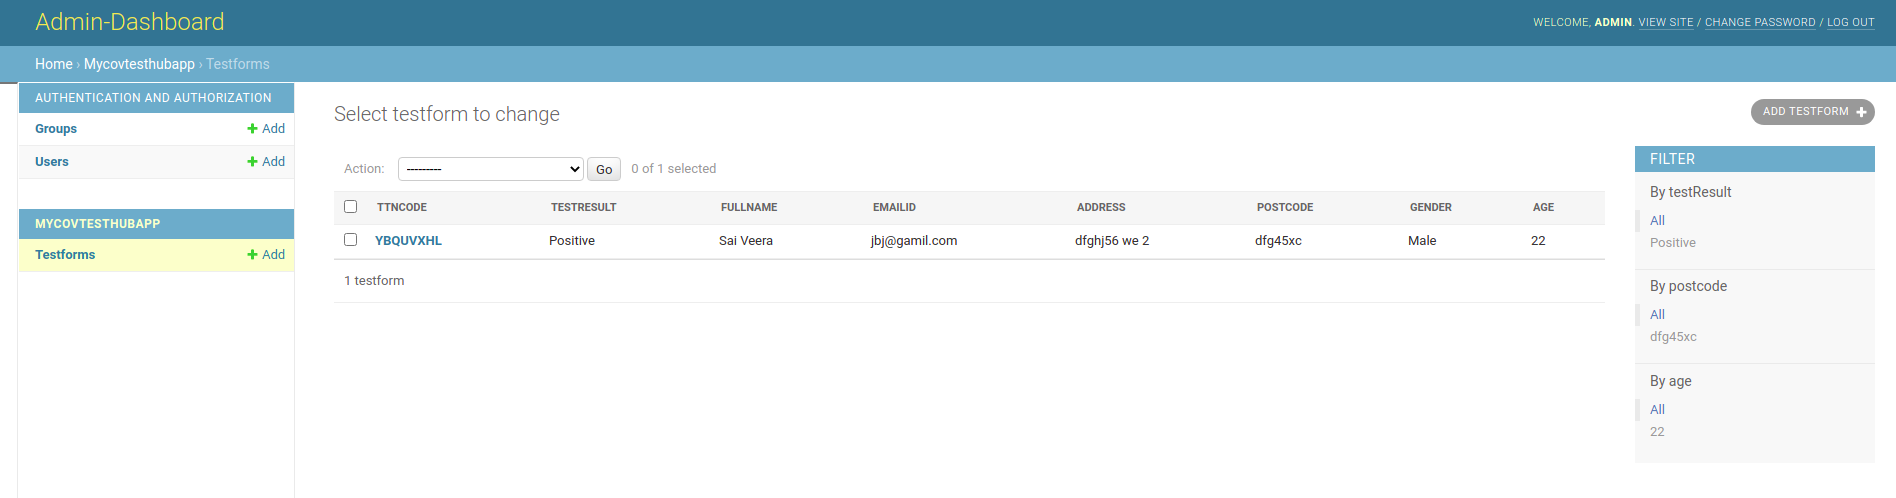 Admin-Dashboard
WELCOME, ADMIN. VIEW SITE / CHANGE PASSWORD / LOG OUT
Home › Mycovtesthubapp › Testforms
AUTHENTICATION AND AUTHORIZATION
Groups + Add
Users + Add
MYCOVTESTHUBAPP
Testforms + Add
Select testform to change
ADD TESTFORM +
Action: --------- Go 0 of 1 selected
TTNCODE TESTRESULT FULLNAME EMAILID ADDRESS POSTCODE GENDER AGE
YBQUVXHL Positive Sai Veera jbj@gamil.com dfghj56 we 2 dfg45xc Male 22
1 testform
FILTER
By testResult
All
Positive
By postcode
All
dfg45xc
By age
All
22